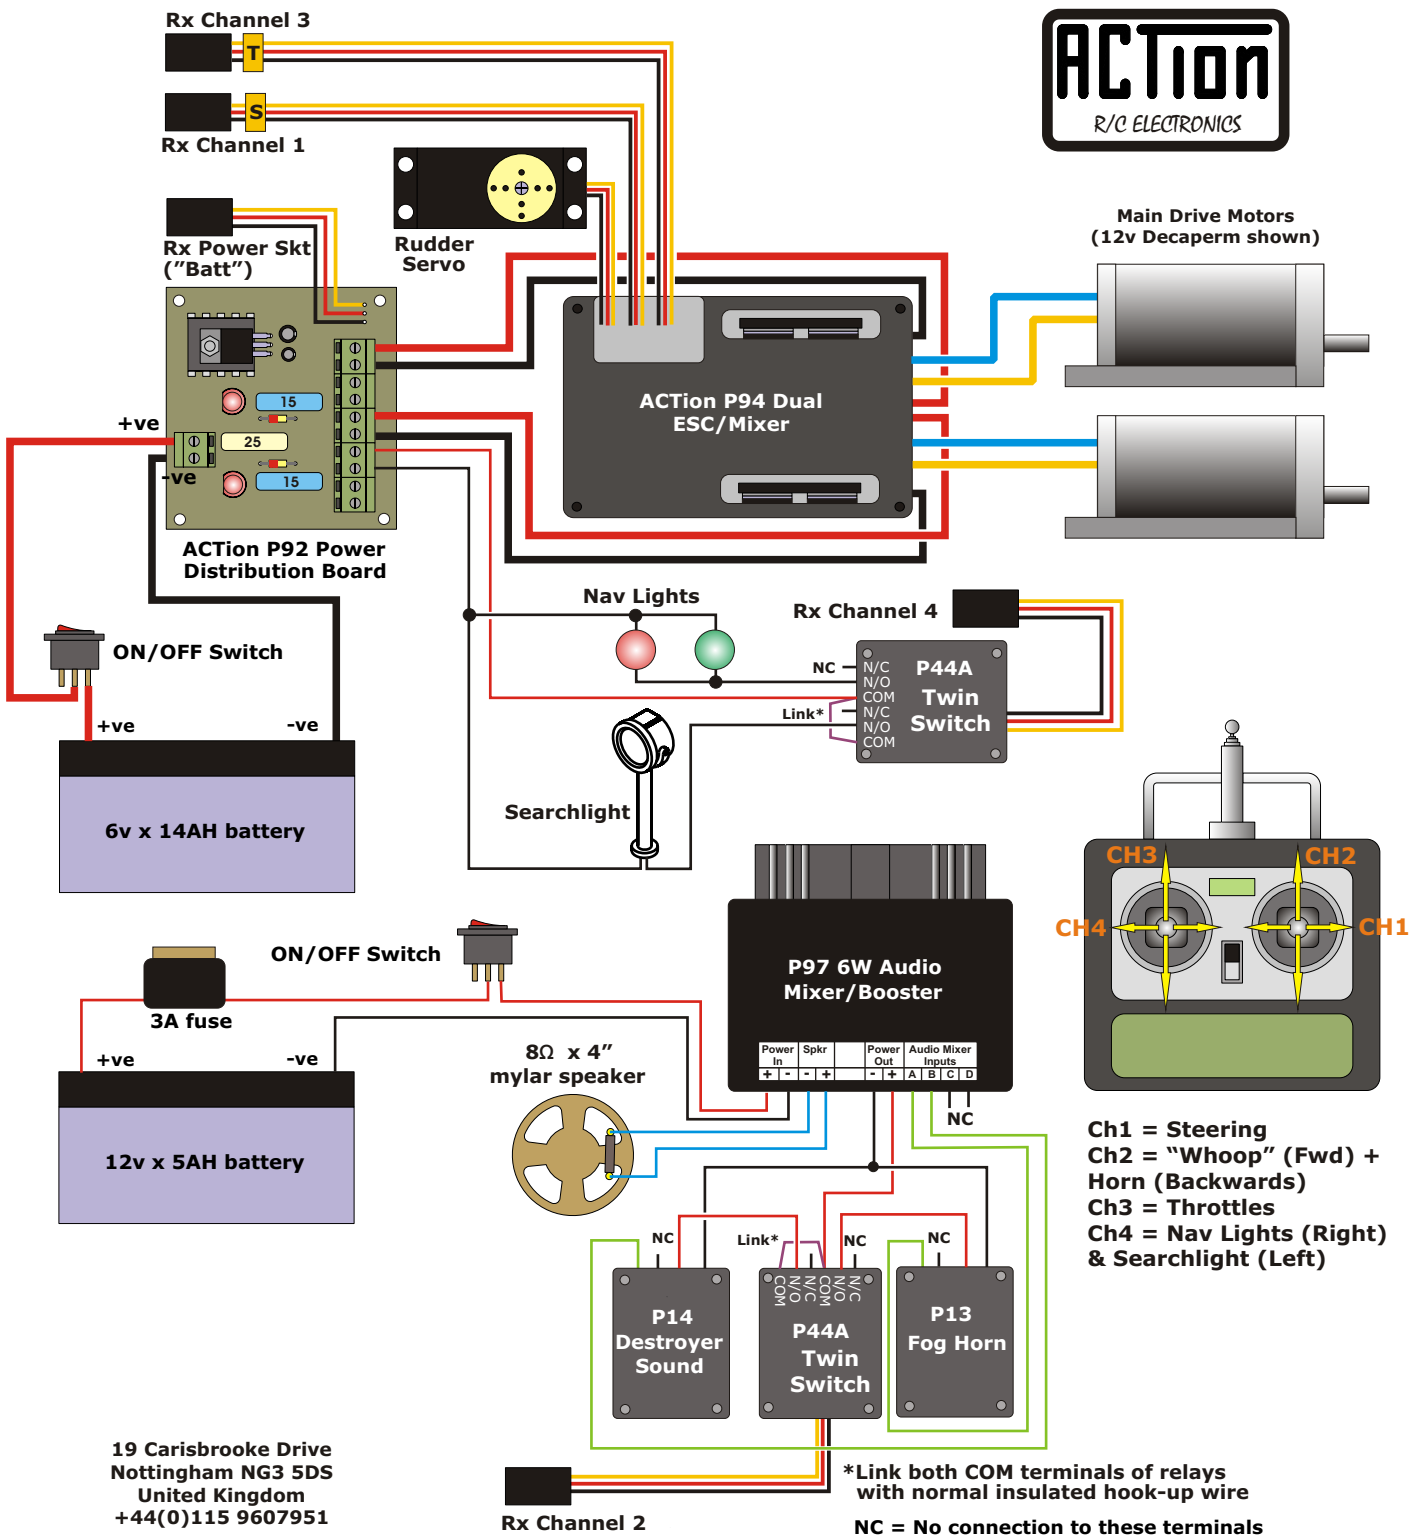 Rx Channel 3
T
S
Rx Channel 1
ACTion
R/C ELECTRONICS
Rx Power Skt
("Batt")
Rudder
Servo
Main Drive Motors
(12v Decaperm shown)
15
25
15
+ve
-ve
ACTion P94 Dual
ESC/Mixer
ACTion P92 Power
Distribution Board
ON/OFF Switch
+ve
-ve
6v x 14AH battery
Nav Lights
Rx Channel 4
NC
Link*
N/C
N/O
COM
N/C
N/O
COM
P44A
Twin
Switch
Searchlight
CH3
CH2
CH4
CH1
ON/OFF Switch
3A fuse
+ve
-ve
12v x 5AH battery
8Ω x 4”
mylar speaker
P97 6W Audio
Mixer/Booster
Power In
Spkr
Power Out
Audio Mixer Inputs
+ - - + - + A B C D
NC
Ch1 = Steering
Ch2 = “Whoop” (Fwd) +
Horn (Backwards)
Ch3 = Throttles
Ch4 = Nav Lights (Right)
& Searchlight (Left)
NC
Link*
NC
NC
P14
Destroyer
Sound
COM
N/O
N/C
COM
N/O
N/C
P44A
Twin
Switch
P13
Fog Horn
19 Carisbrooke Drive
Nottingham NG3 5DS
United Kingdom
+44(0)115 9607951
Rx Channel 2
*Link both COM terminals of relays
with normal insulated hook-up wire
NC = No connection to these terminals